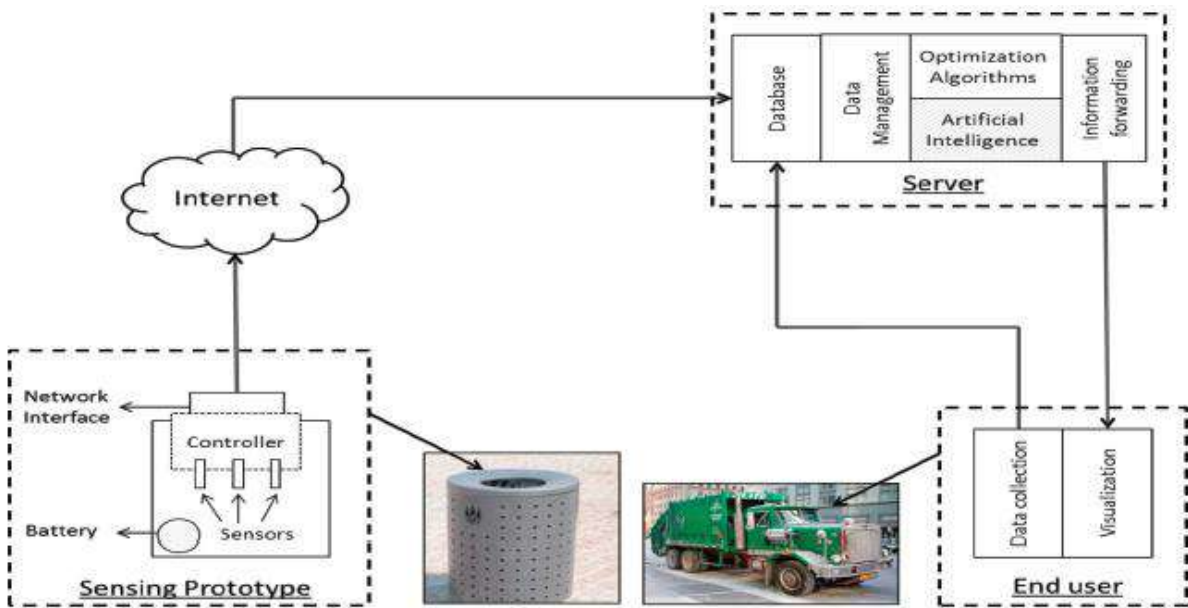 Database
Data
Management
Optimization
Algorithms
Artificial
Intelligence
Information
forwarding
Server
Internet
Network
Interface
Controller
Sensors
Battery
Sensing Prototype
Data collection
Visualization
End user